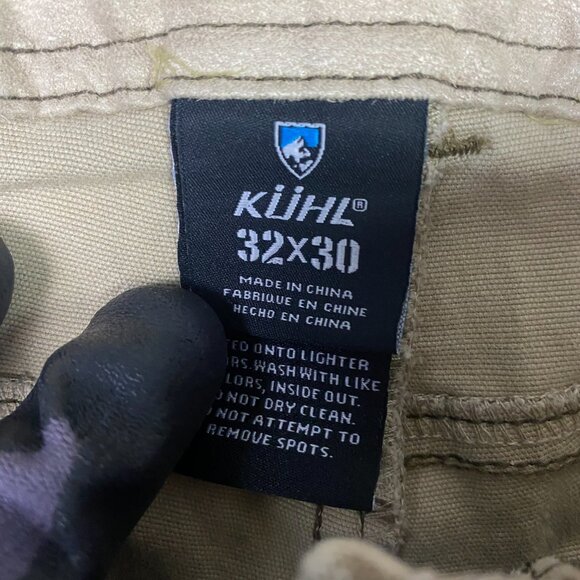 KÜHL®
32X30
MADE IN CHINA
FABRIQUE EN CHINE
HECHO EN CHINA
ONTO LIGHTER
WASH WITH LIKE
INSIDE OUT.
NOT DRY CLEAN.
NOT ATTEMPT TO
REMOVE SPOTS.